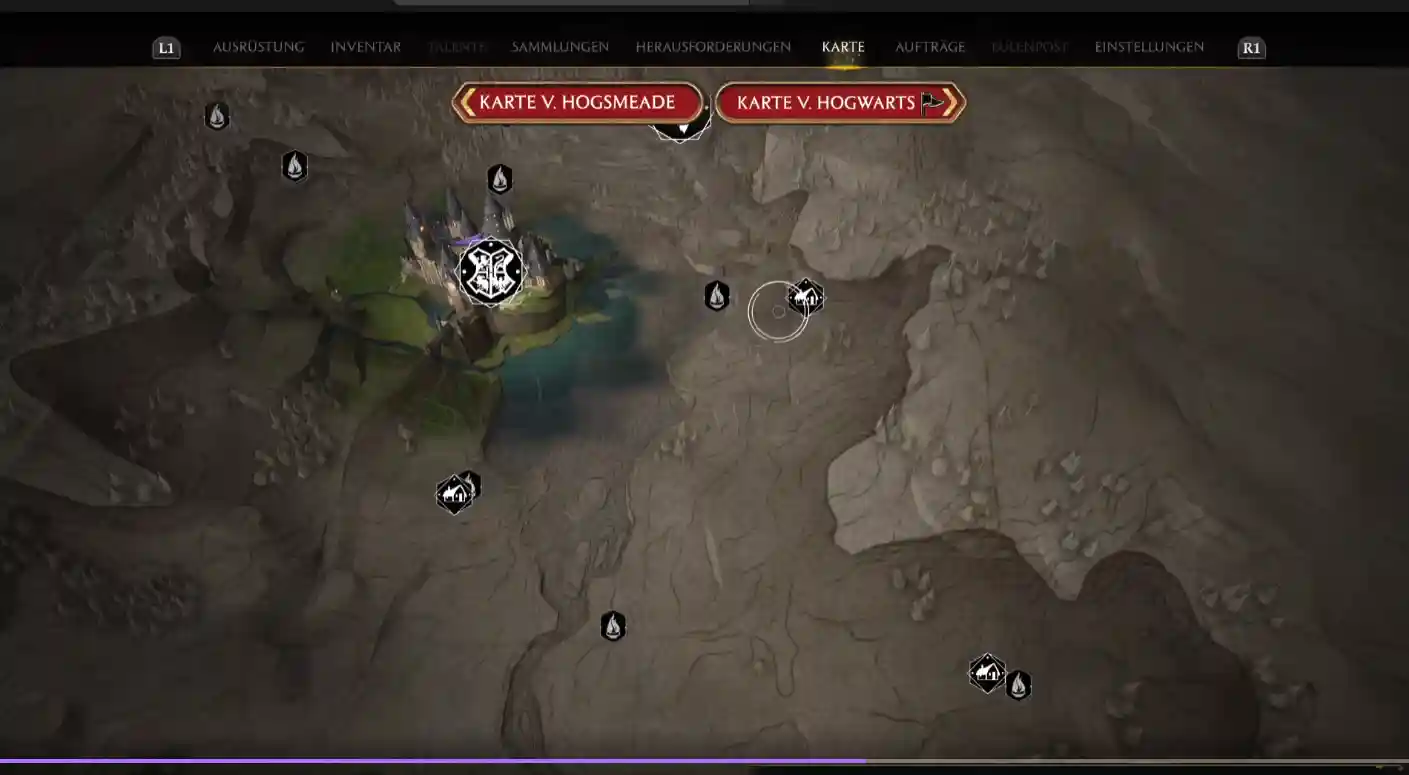 L1
AUSRÜSTUNG
INVENTAR
TALENTE
SAMMLUNGEN
HERAUSFORDERUNGEN
KARTE
AUFTRÄGE
EULENPOST
EINSTELLUNGEN
R1
KARTE V. HOGSMEADE
KARTE V. HOGWARTS